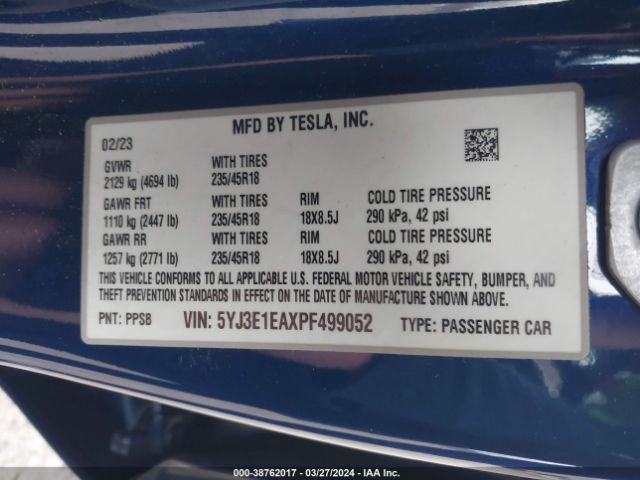 MFD BY TESLA, INC.
02/23
GVWR WITH TIRES
2129 kg (4694 lb) 235/45R18
GAWR FRT WITH TIRES RIM COLD TIRE PRESSURE
1110 kg (2447 lb) 235/45R18 18X8.5J 290 kPa, 42 psi
GAWR RR WITH TIRES RIM COLD TIRE PRESSURE
1257 kg (2771 lb) 235/45R18 18X8.5J 290 kPa, 42 psi
THIS VEHICLE CONFORMS TO ALL APPLICABLE U.S. FEDERAL MOTOR VEHICLE SAFETY, BUMPER, AND
THEFT PREVENTION STANDARDS IN EFFECT ON THE DATE OF MANUFACTURE SHOWN ABOVE.
PNT: PPSB VIN: 5YJ3E1EAXPF499052 TYPE: PASSENGER CAR
000-38762017 - 03/27/2024 - IAA Inc.